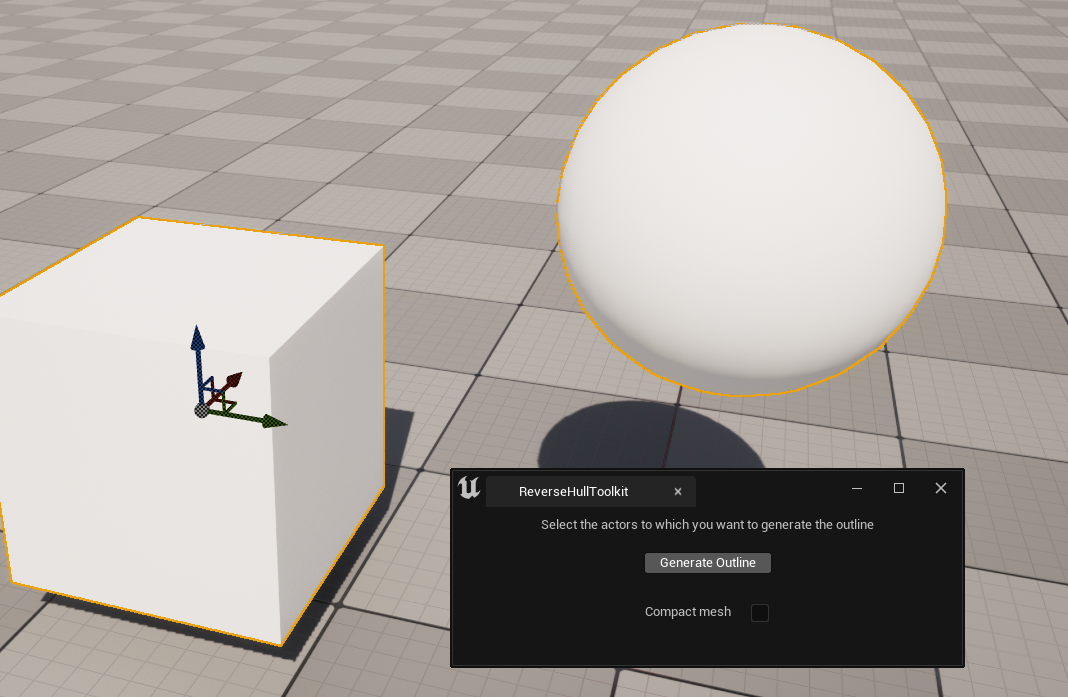 ReverseHullToolkit
Select the actors to which you want to generate the outline
Generate Outline
Compact mesh